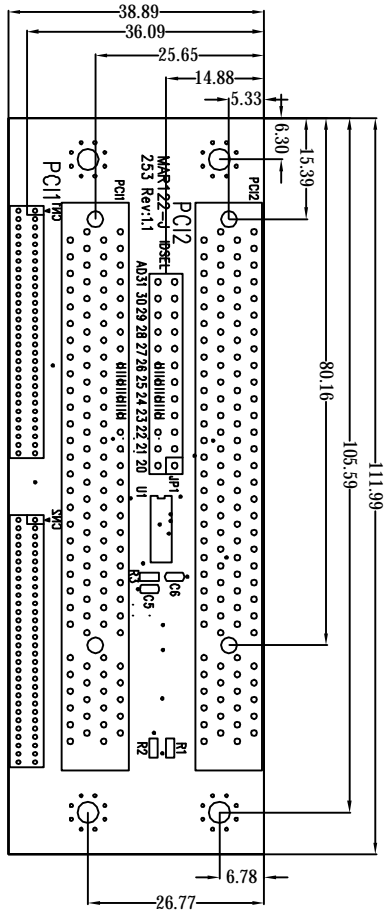 38.89
36.09
25.65
14.88
5.33
6.30
15.39
80.16
105.59
111.99
PCI2
PCI2
MAR122-J
253 Rev:1.1
IDSEL
AD31 30 29 28 27 26 25 24 23 22 21 20
JP1
U1
PCI1
PCI1
CN1
CN2
R3
C6
C5
R2
R1
6.78
26.77